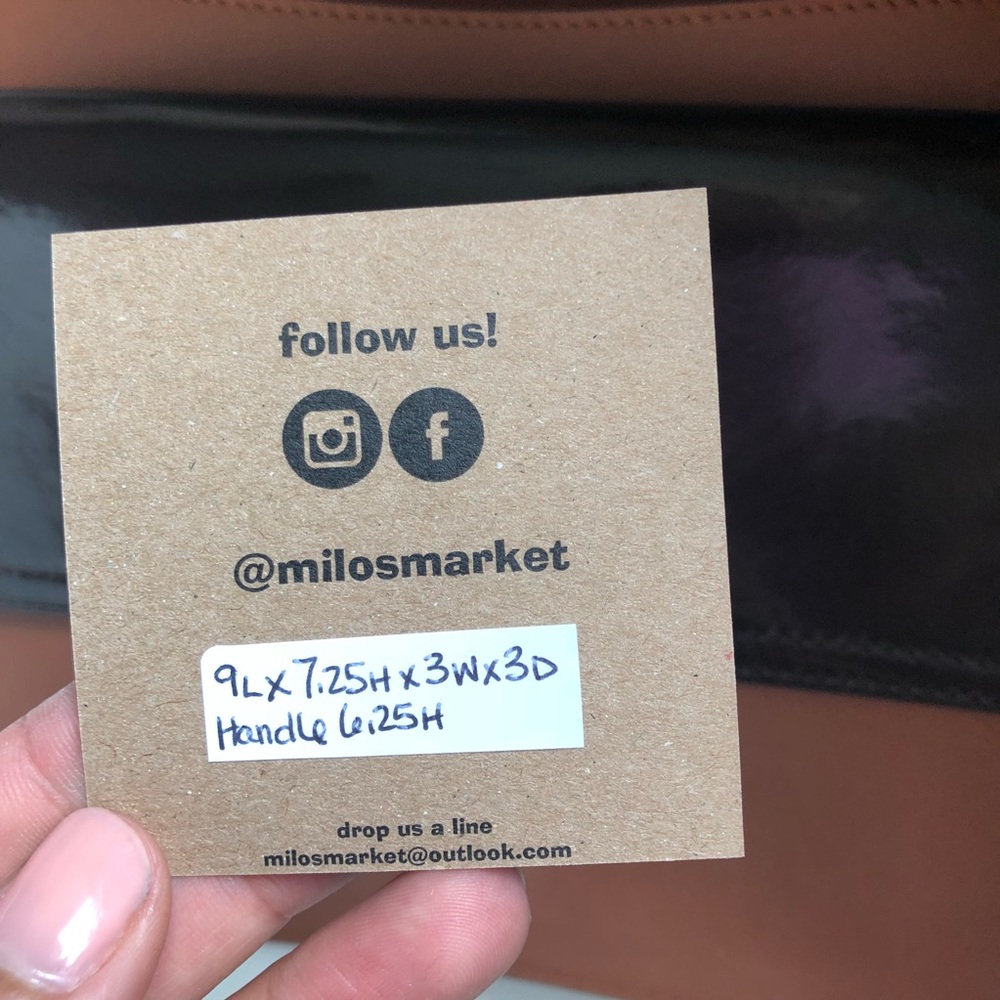 follow us!
f
@milosmarket
9L x 7.25H x 3W x 3D
Handle 6.25H
drop us a line
milosmarket@outlook.com